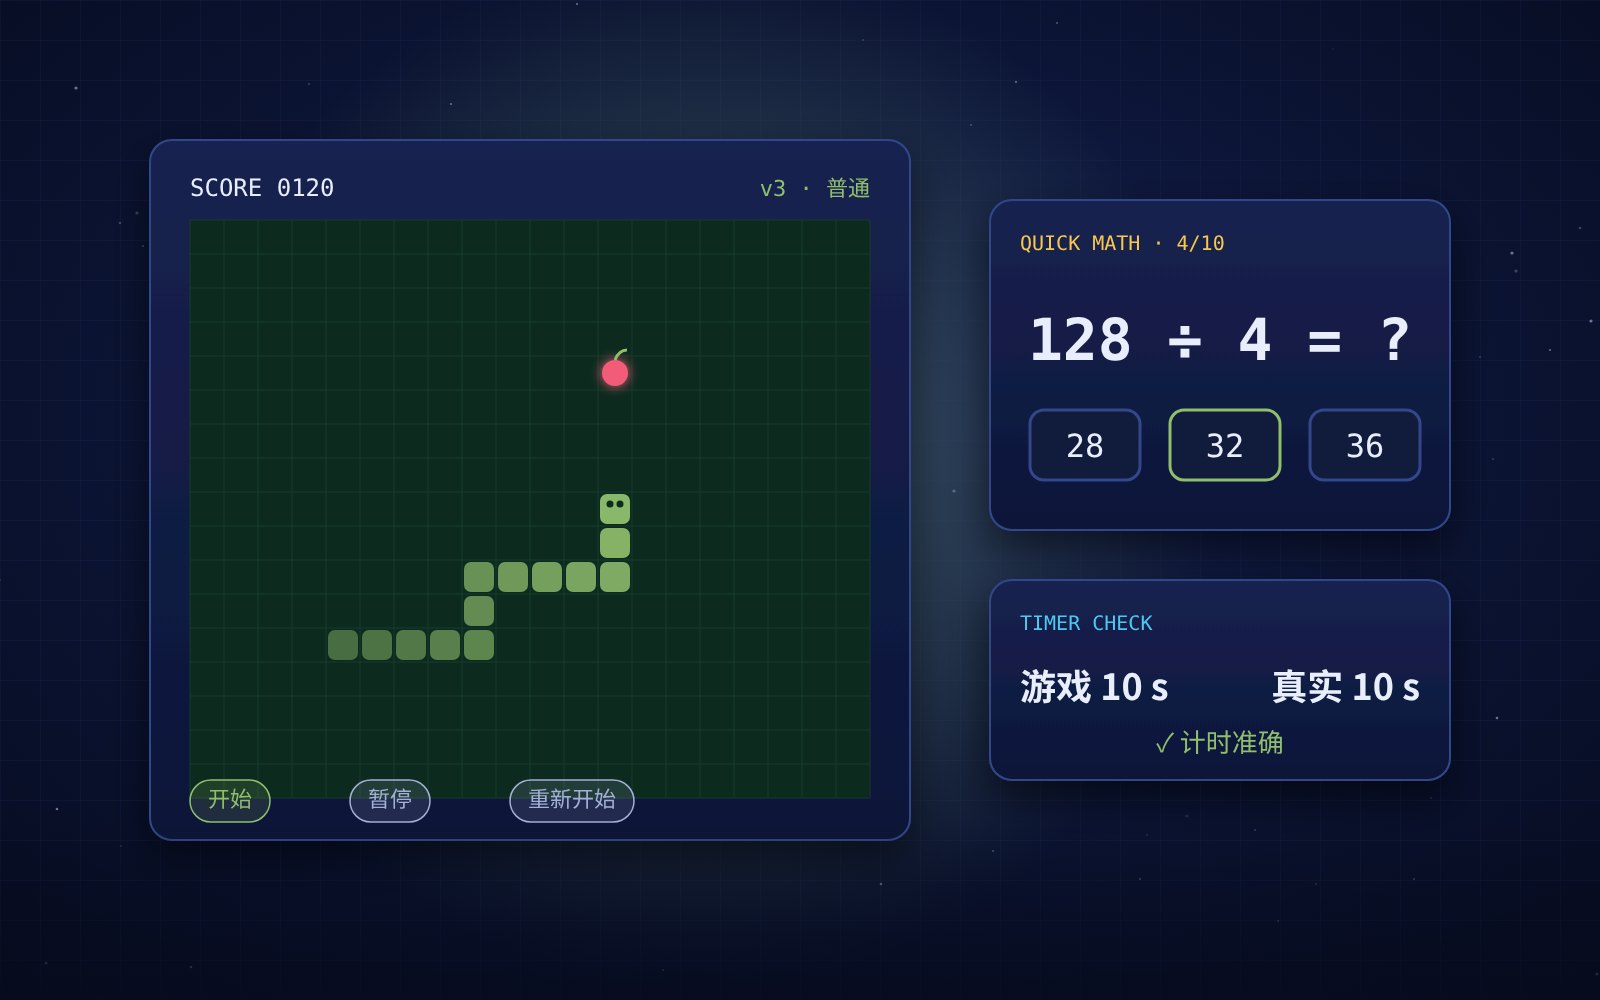 SCORE 0120
v3 · 普通
开始
暂停
重新开始
QUICK MATH · 4/10
128 ÷ 4 = ?
28
32
36
TIMER CHECK
游戏 10 s
真实 10 s
✓ 计时准确